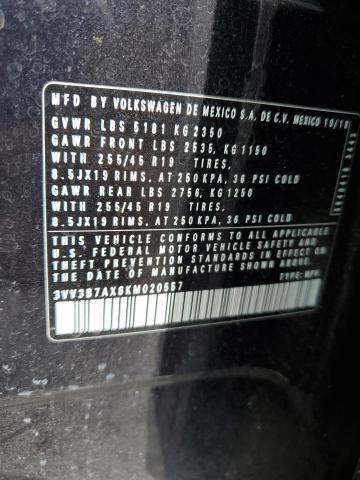 MFD BY VOLKSWAGEN DE MEXICO S.A. DE C.V. MEXICO 10/18
GVWR LBS 5181 KG 2350
GAWR FRONT LBS 2535, KG 1150
WITH 255/45 R19 TIRES,
8.5JX19 RIMS, AT 250 KPA, 36 PSI COLD
GAWR REAR LBS 2756, KG 1250
WITH 255/45 R19 TIRES,
8.5JX19 RIMS, AT 250 KPA, 36 PSI COLD
THIS VEHICLE CONFORMS TO ALL APPLICABLE
U.S. FEDERAL MOTOR VEHICLE SAFETY AND
THEFT PREVENTION STANDARDS IN EFFECT ON
THE DATE OF MANUFACTURE SHOWN ABOVE.
3VV3B7AX8KM020557 TYPE: MPV